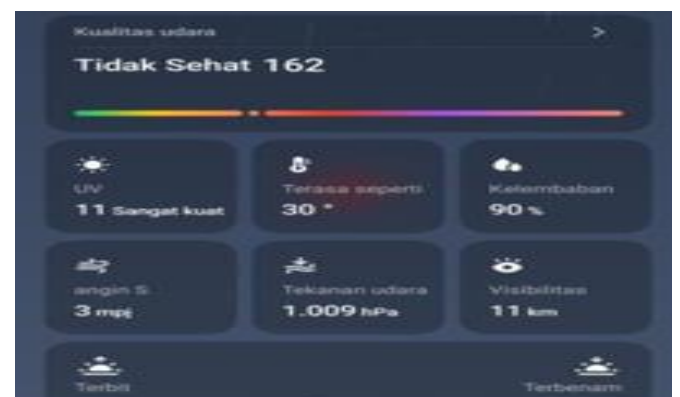 Kualitas udara >
Tidak Sehat 162
UV
11 Sangat kuat
Terasa seperti
30 °
Kelembaban
90 %
angin S
3 mpj
Tekanan udara
1.009 hPa
Visibilitas
11 km
Terbit
Terbenam